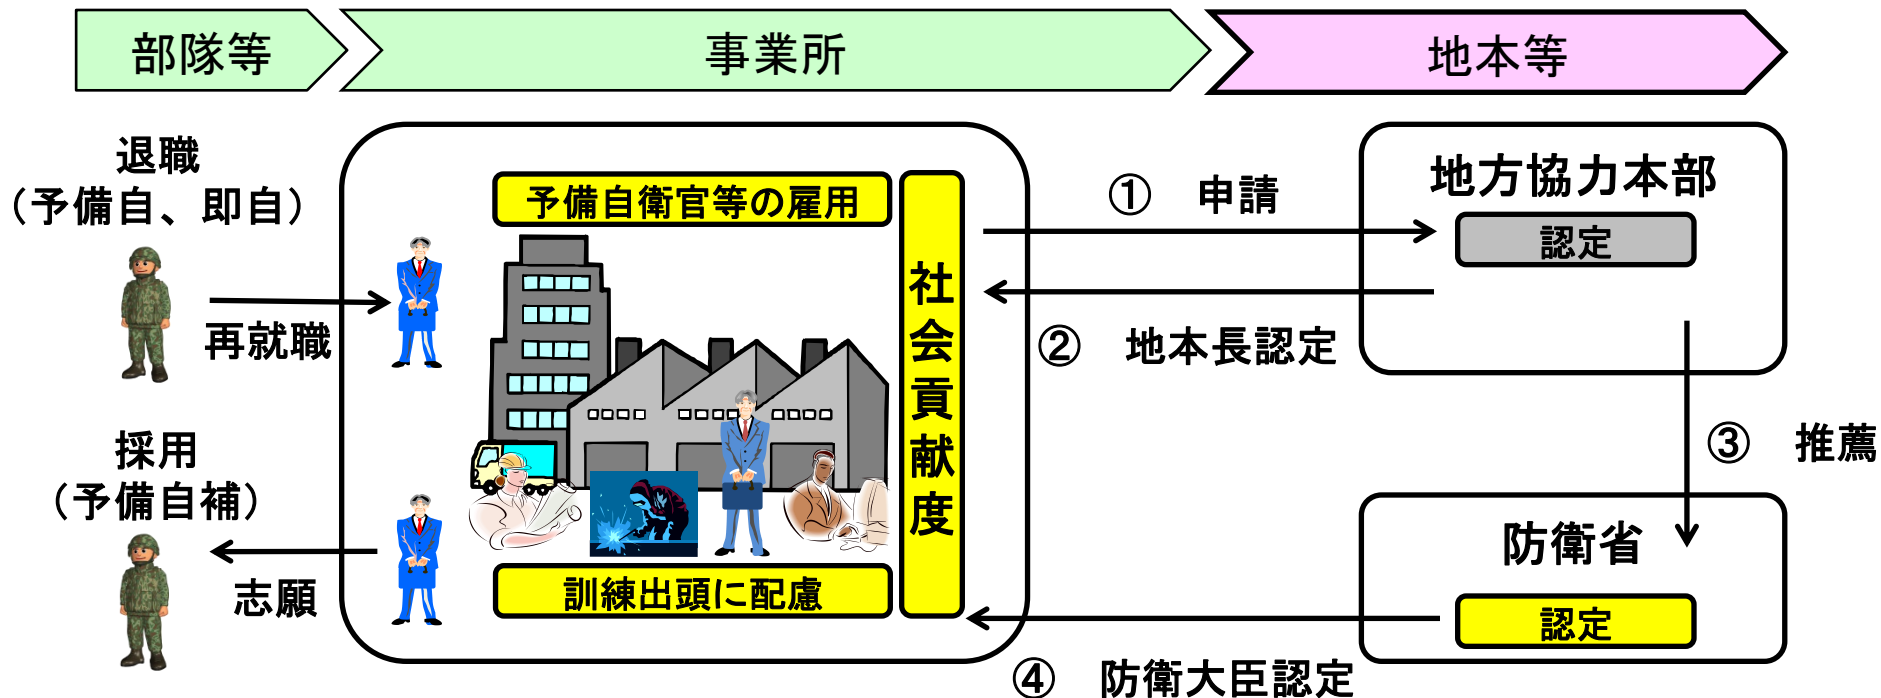 部隊等
事業所
地本等
退職
（予備自、即自）
再就職
採用
（予備自補）
志願
予備自衛官等の雇用
社会貢献度
訓練出頭に配慮
①　申請
②　地本長認定
地方協力本部
認定
③　推薦
防衛省
認定
④　防衛大臣認定